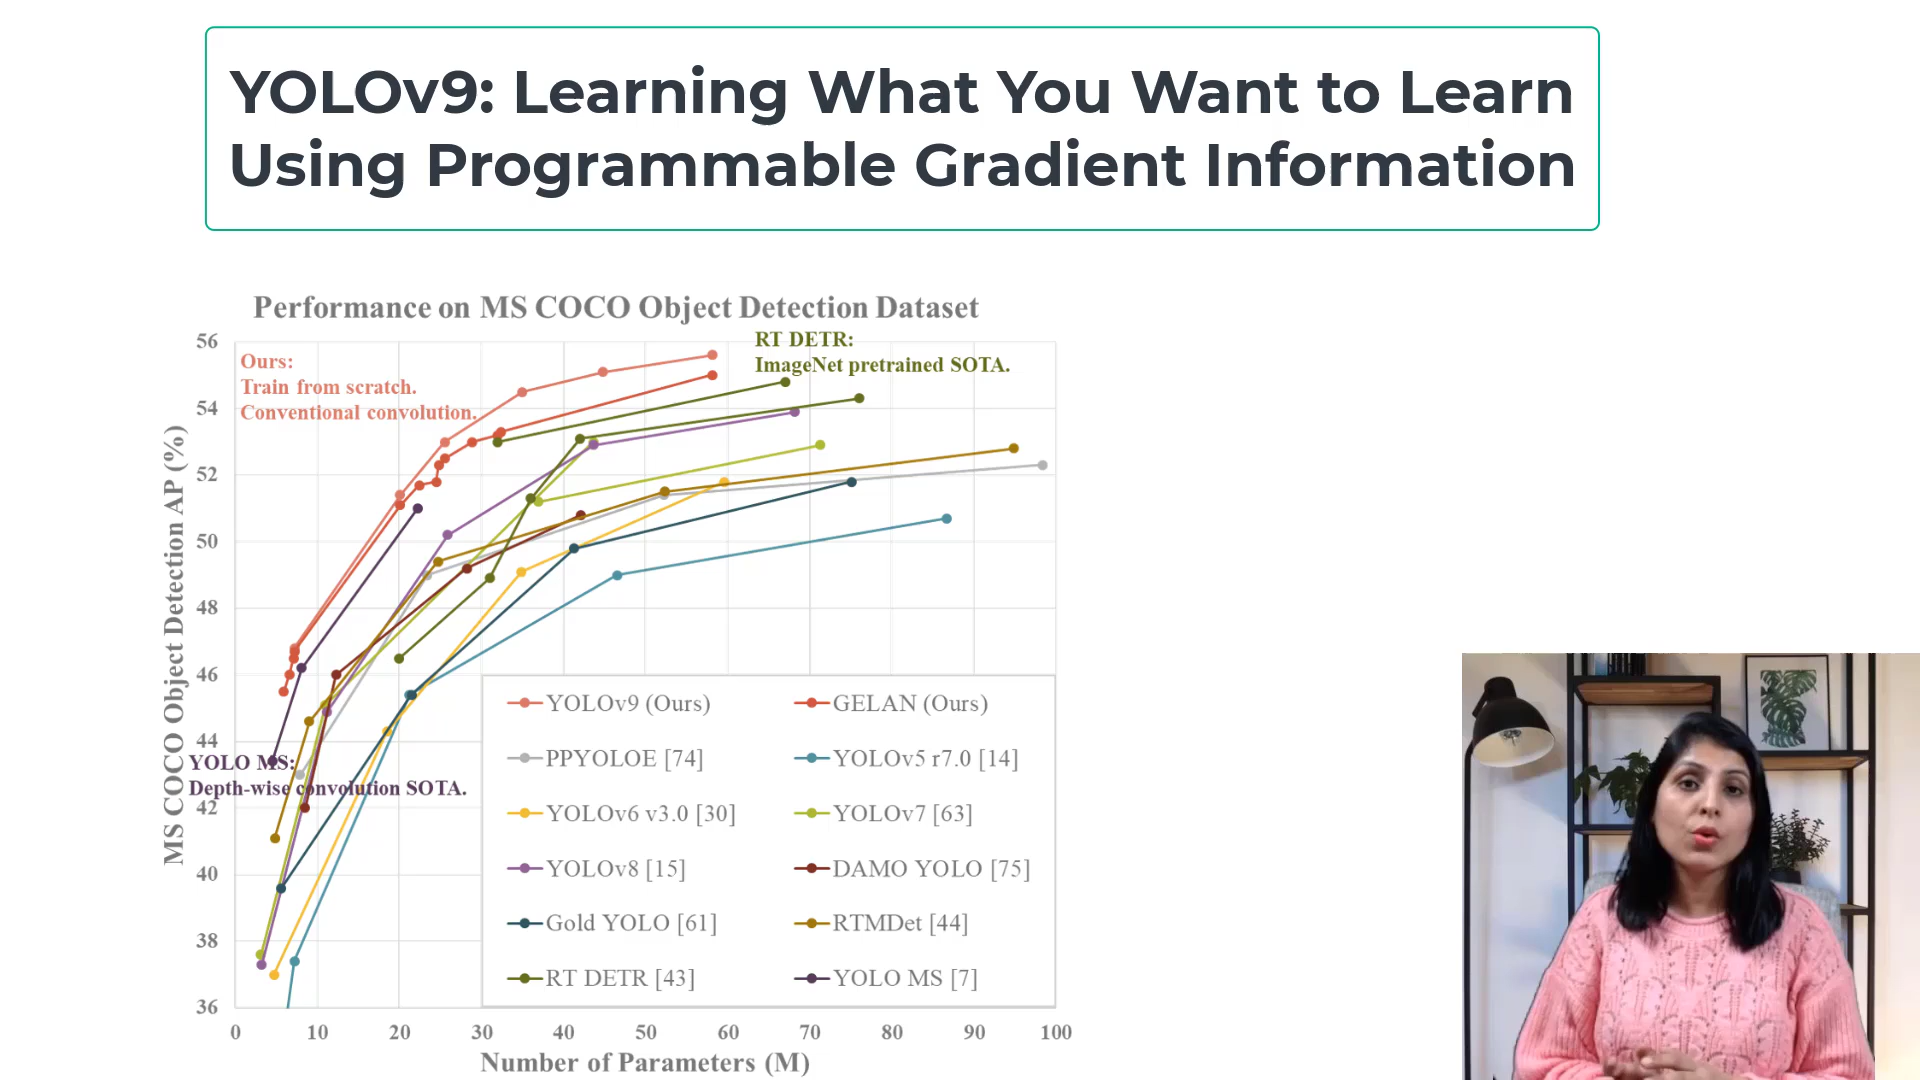 YOLOv9: Learning What You Want to Learn
Using Programmable Gradient Information
Performance on MS COCO Object Detection Dataset
Ours:
Train from scratch.
Conventional convolution.
RT DETR:
ImageNet pretrained SOTA.
YOLO MS:
Depth-wise convolution SOTA.
MS COCO Object Detection AP (%)
56
54
52
50
48
46
44
42
40
38
36
YOLOv9 (Ours)
GELAN (Ours)
PPYOLOE [74]
YOLOv5 r7.0 [14]
YOLOv6 v3.0 [30]
YOLOv7 [63]
YOLOv8 [15]
DAMO YOLO [75]
Gold YOLO [61]
RTMDet [44]
RT DETR [43]
YOLO MS [7]
0 10 20 30 40 50 60 70 80 90 100
Number of Parameters (M)